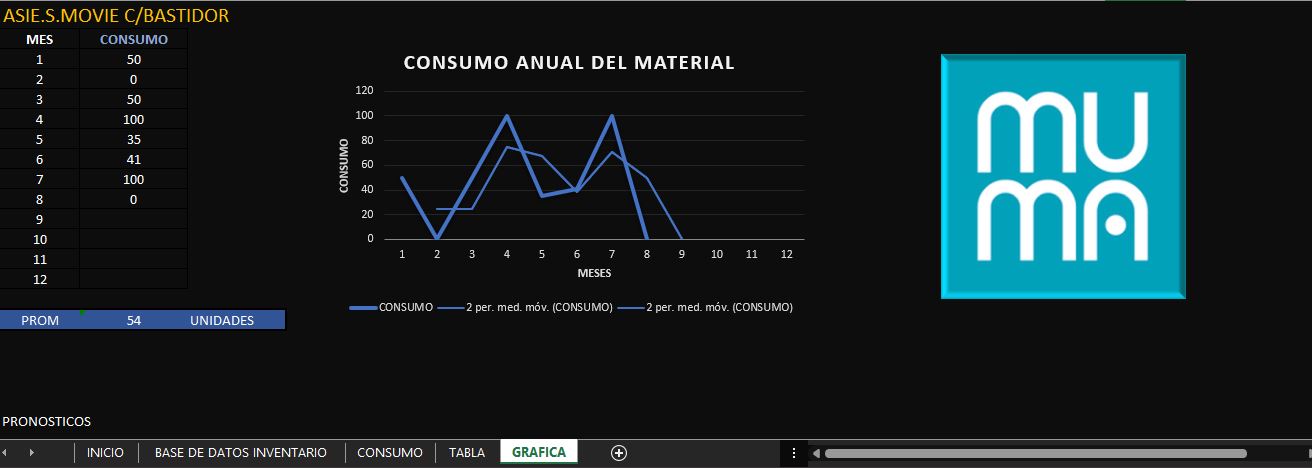 ASIE.S.MOVIE C/BASTIDOR
MES CONSUMO
1 50
2 0
3 50
4 100
5 35
6 41
7 100
8 0
9
10
11
12
PROM 54 UNIDADES
CONSUMO ANUAL DEL MATERIAL
120
100
80
60
40
20
0
CONSUMO
1 2 3 4 5 6 7 8 9 10 11 12
MESES
CONSUMO 2 per. med. móv. (CONSUMO) 2 per. med. móv. (CONSUMO)
MU
MA
PRONOSTICOS
INICIO BASE DE DATOS INVENTARIO CONSUMO TABLA GRAFICA